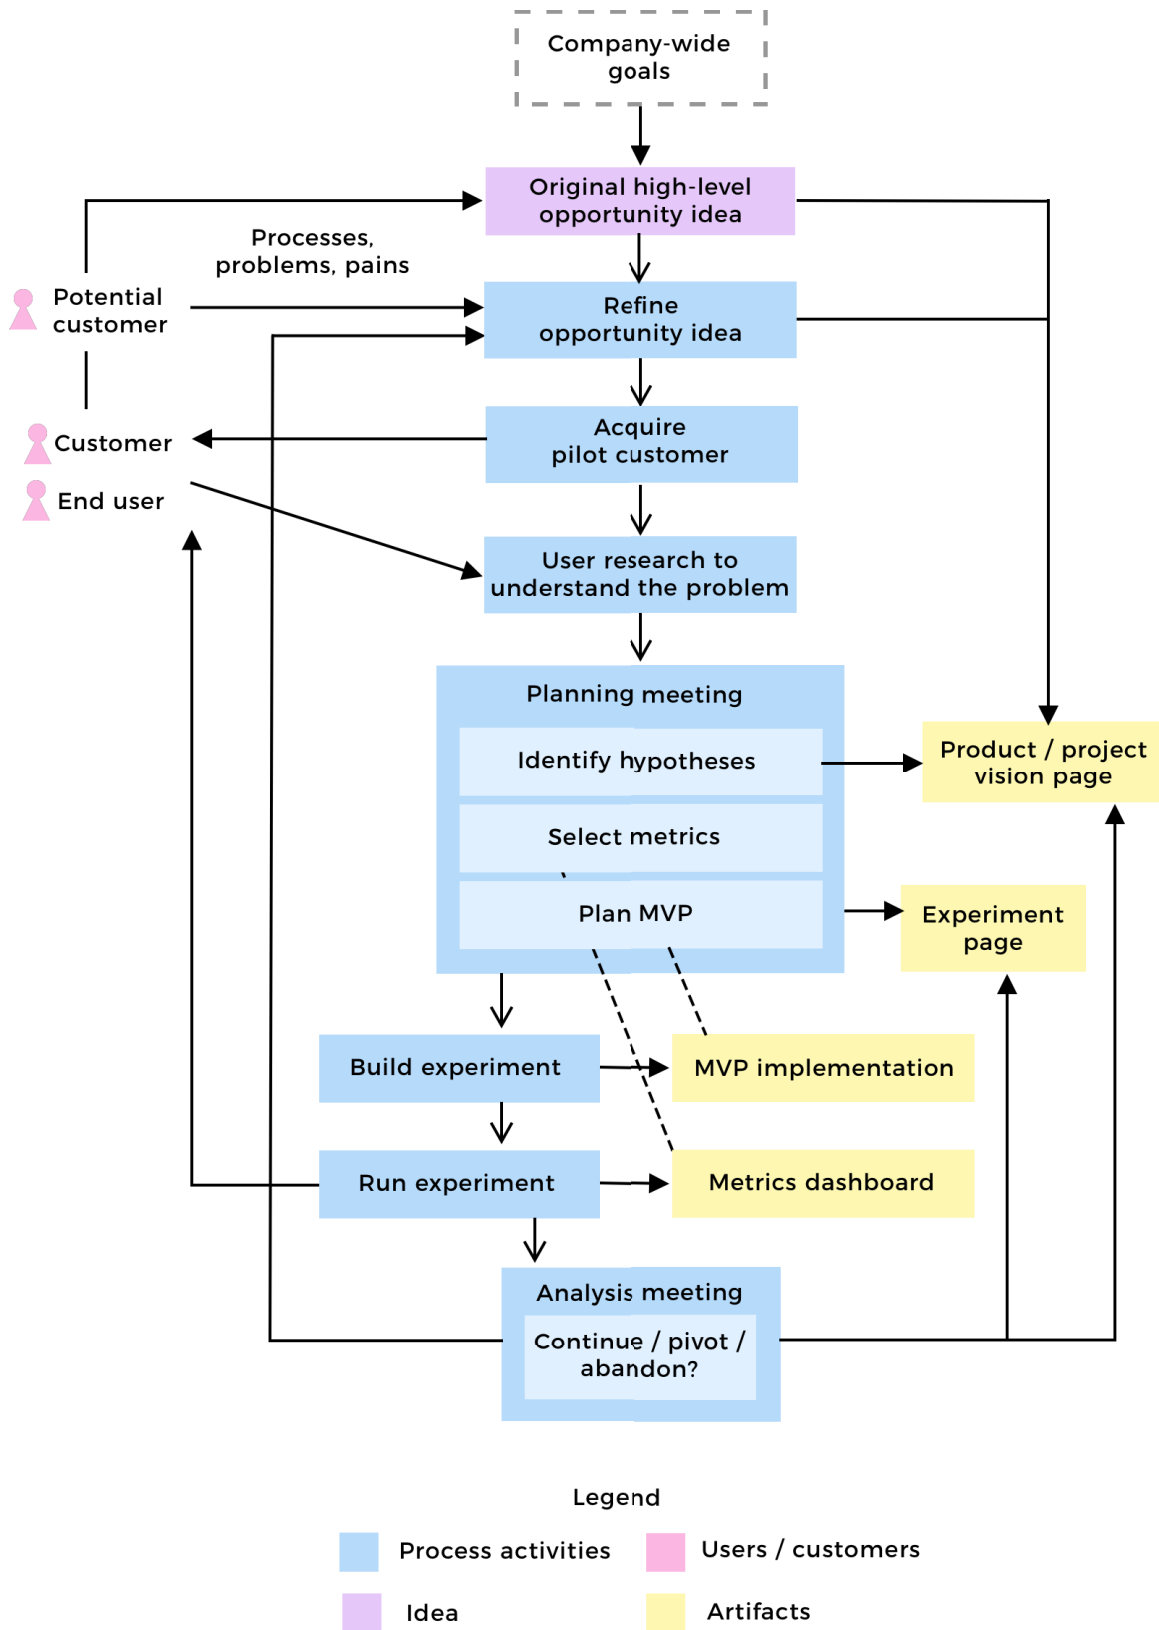 Company-wide
goals
Original high-level
opportunity idea
Processes,
problems, pains
Potential
customer
Refine
opportunity idea
Customer
Acquire
pilot customer
End user
User research to
understand the problem
Planning meeting
Identify hypotheses
Product / project
vision page
Select metrics
Plan MVP
Experiment
page
Build experiment
MVP implementation
Run experiment
Metrics dashboard
Analysis meeting
Continue / pivot /
abandon?
Legend
Process activities
Users / customers
Idea
Artifacts